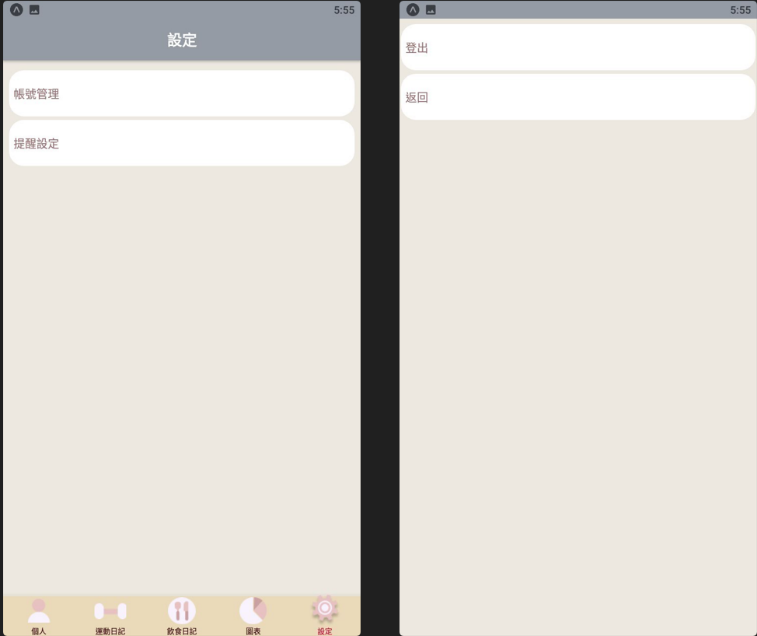 5:55
設定
帳號管理
提醒設定
個人
運動日記
飲食日記
圖表
設定
5:55
登出
返回